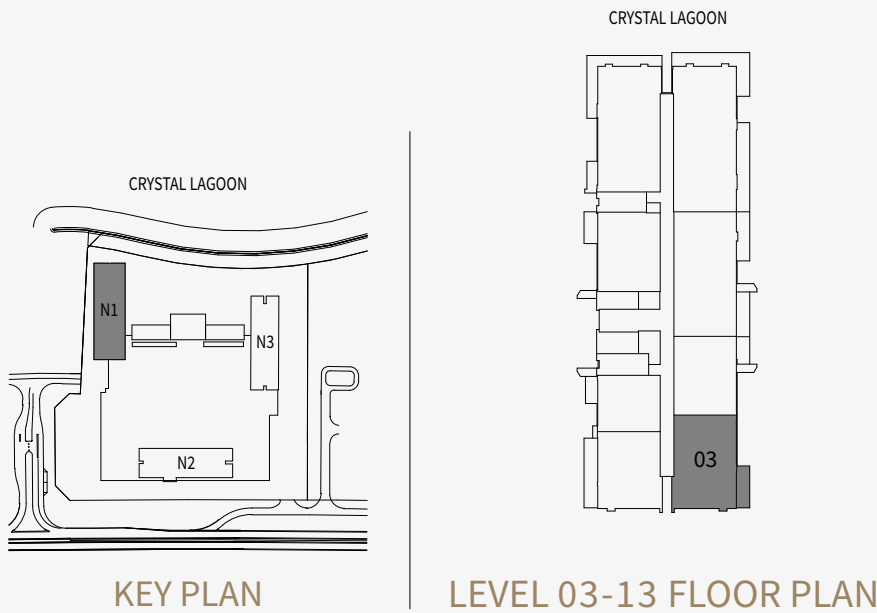 CRYSTAL LAGOON
N1
N3
N2
KEY PLAN
CRYSTAL LAGOON
03
LEVEL 03-13 FLOOR PLAN